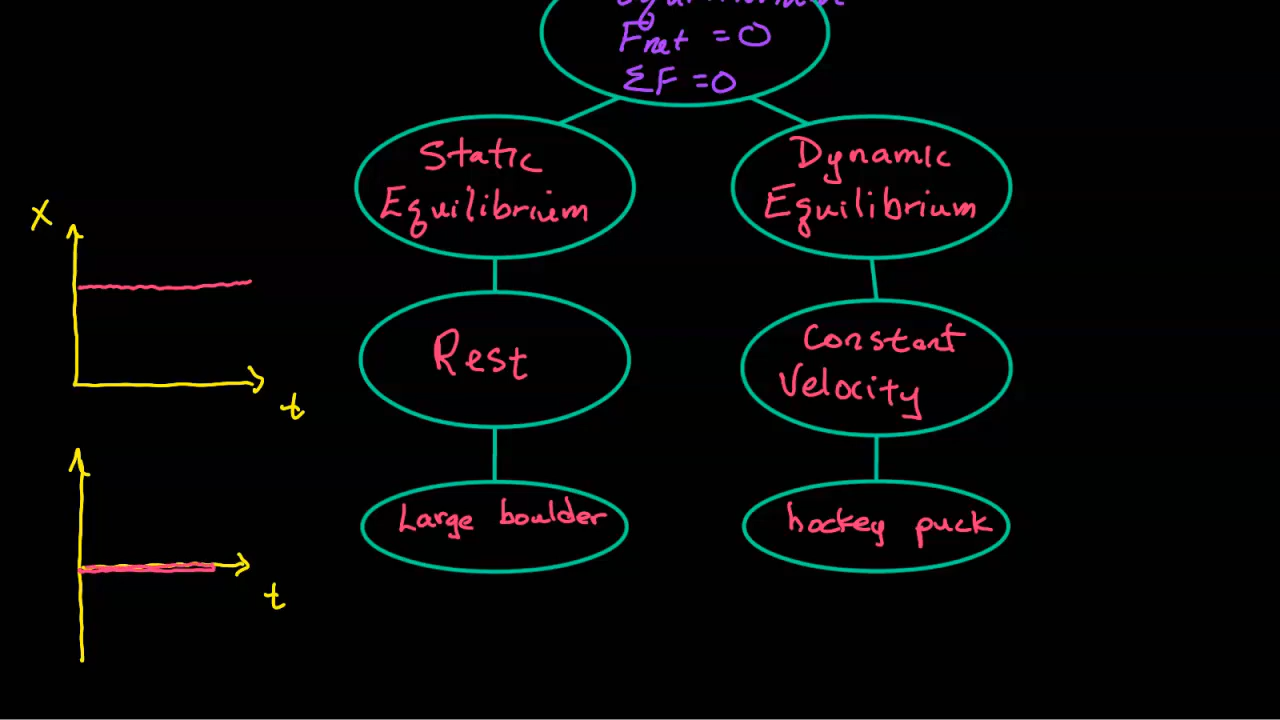 Fnet = 0
ΣF = 0
Static
Equilibrium
Dynamic
Equilibrium
X
Rest
Constant
Velocity
t
Large boulder
hockey puck
t